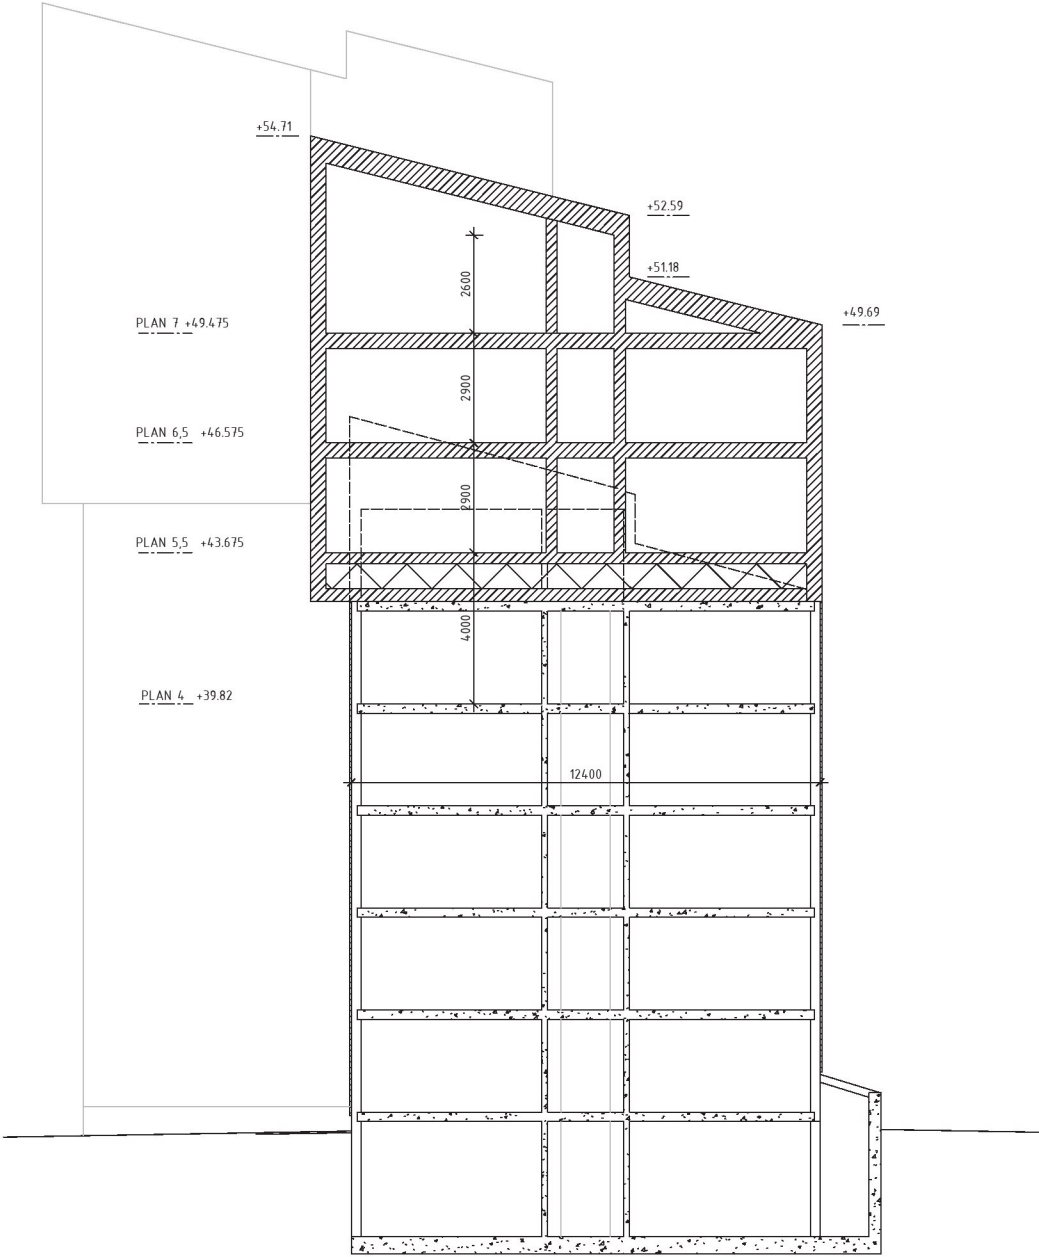 +54.71
+52.59
+51.18
2600
+49.69
PLAN 7 +49.475
2900
PLAN 6,5 +46.575
2900
PLAN 5,5 +43.675
4000
PLAN 4 +39.82
12400